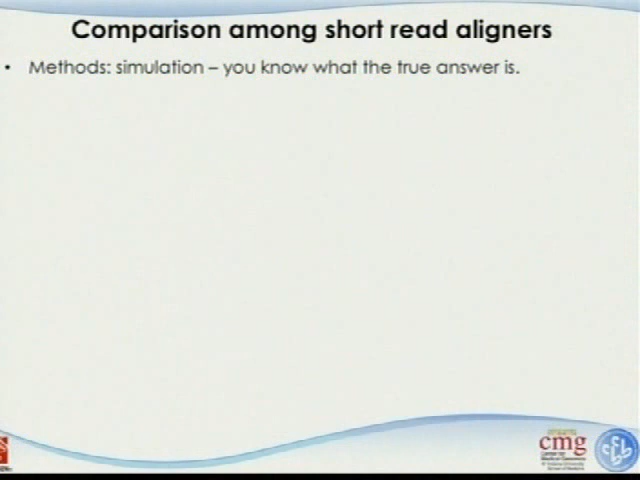 Comparison among short read aligners
• Methods: simulation – you know what the true answer is.
cmg